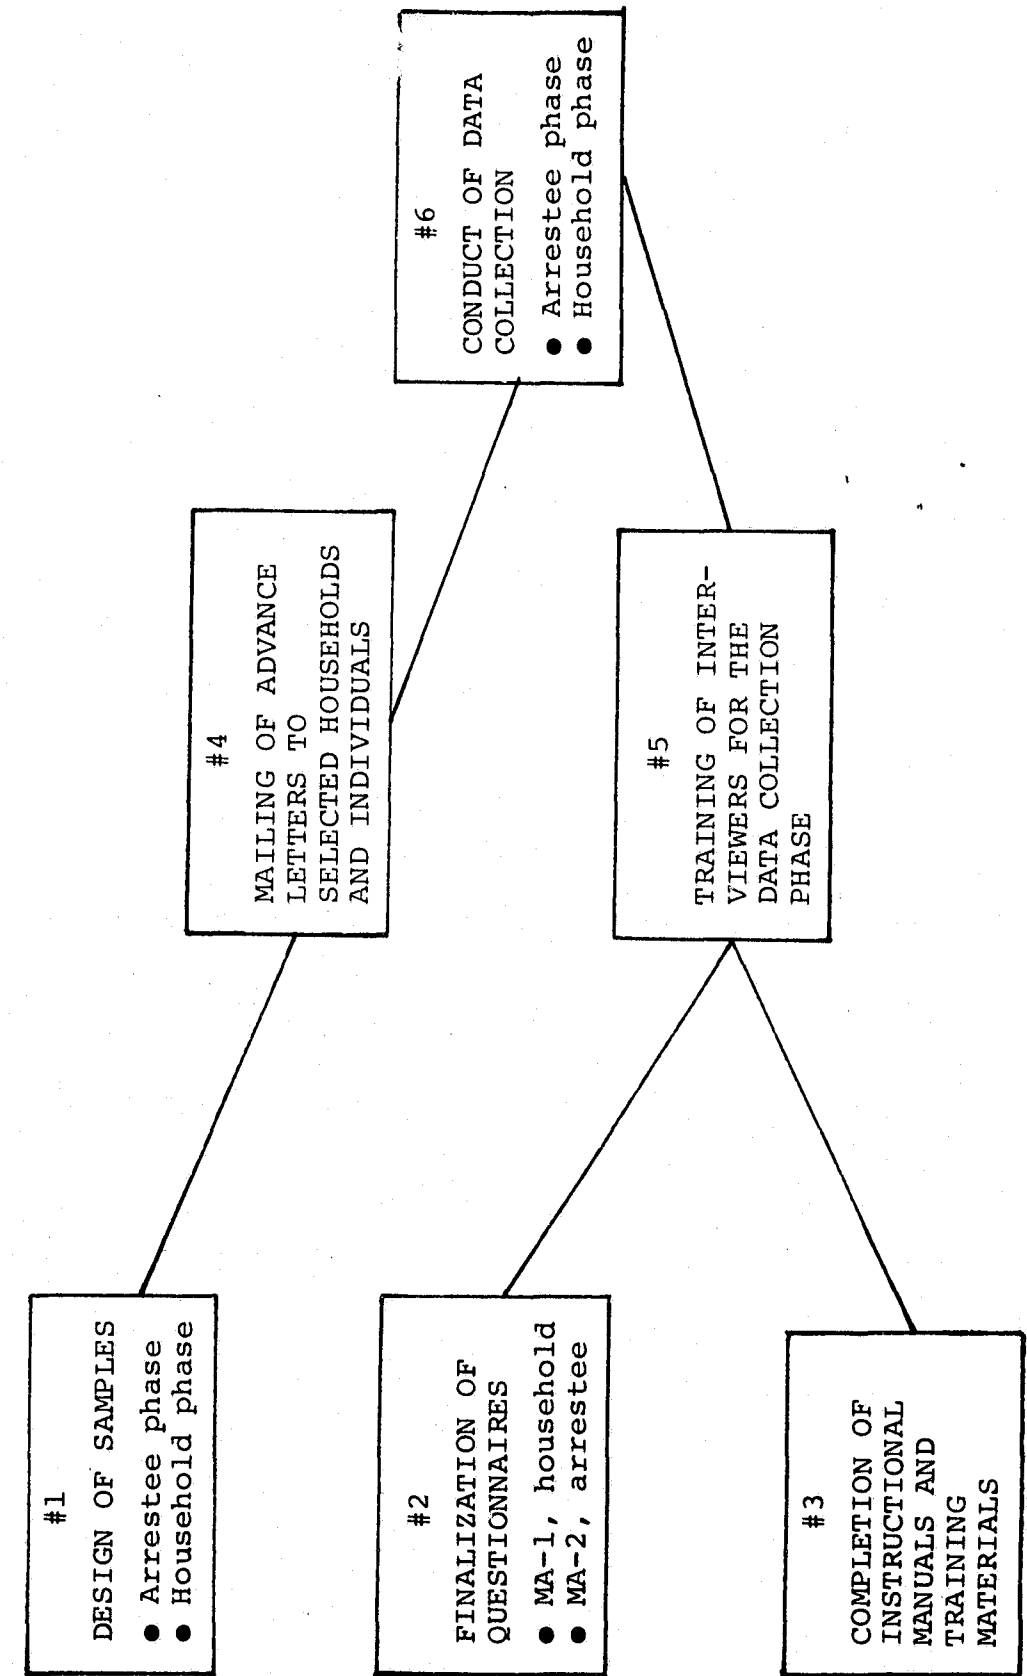 #1
DESIGN OF SAMPLES
● Arrestee phase
● Household phase
#2
FINALIZATION OF
QUESTIONNAIRES
● MA-1, household
● MA-2, arrestee
#3
COMPLETION OF
INSTRUCTIONAL
MANUALS AND
TRAINING
MATERIALS
#4
MAILING OF ADVANCE
LETTERS TO
SELECTED HOUSEHOLDS
AND INDIVIDUALS
#5
TRAINING OF INTER-
VIEWERS FOR THE
DATA COLLECTION
PHASE
#6
CONDUCT OF DATA
COLLECTION
● Arrestee phase
● Household phase